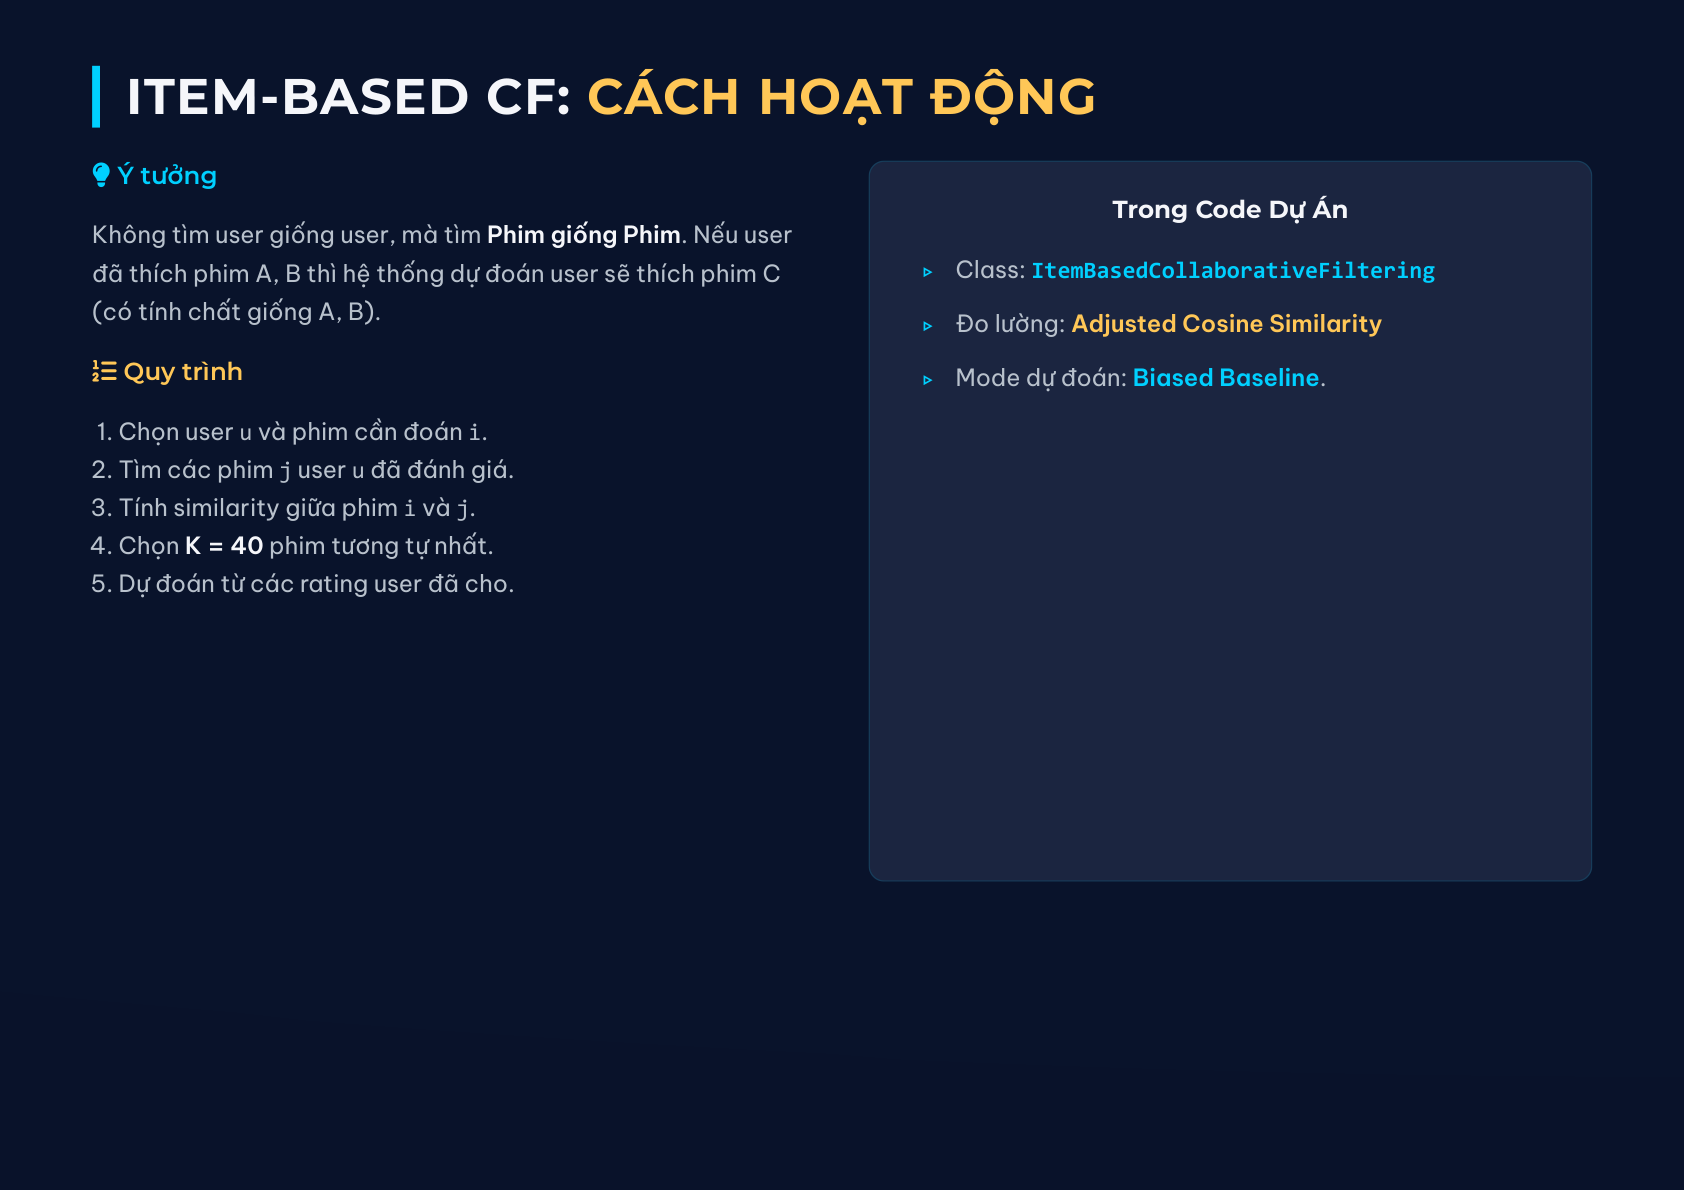 ITEM-BASED CF: CÁCH HOẠT ĐỘNG
Ý tưởng
Không tìm user giống user, mà tìm Phim giống Phim. Nếu user
đã thích phim A, B thì hệ thống dự đoán user sẽ thích phim C
(có tính chất giống A, B).
Quy trình
1. Chọn user u và phim cần đoán i.
2. Tìm các phim j user u đã đánh giá.
3. Tính similarity giữa phim i và j.
4. Chọn K = 40 phim tương tự nhất.
5. Dự đoán từ các rating user đã cho.
Trong Code Dự Án
▹ Class: ItemBasedCollaborativeFiltering
▹ Đo lường: Adjusted Cosine Similarity
▹ Mode dự đoán: Biased Baseline.